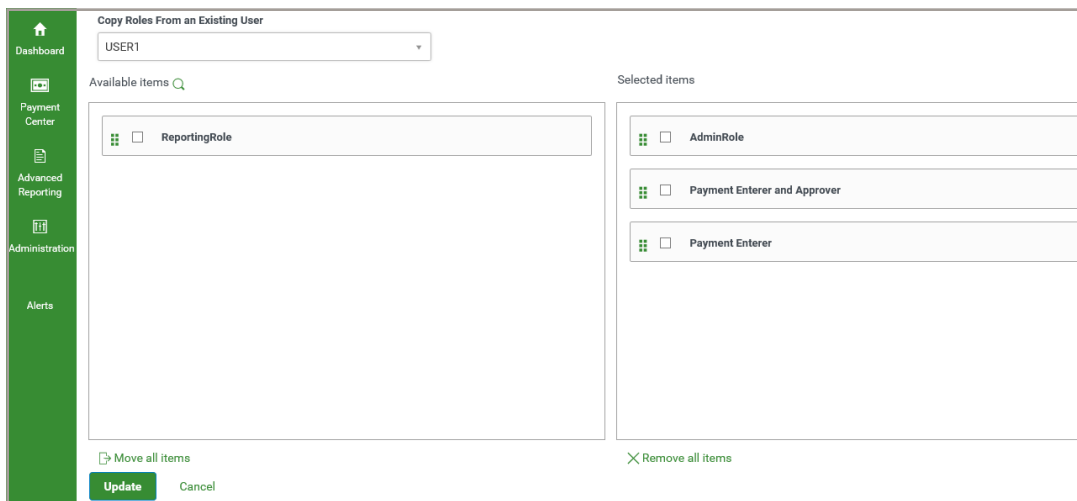 Dashboard
Payment
Center
Advanced
Reporting
Administration
Alerts
Copy Roles From an Existing User
USER1
Available items
ReportingRole
Move all items
Update
Cancel
Selected items
AdminRole
Payment Enterer and Approver
Payment Enterer
Remove all items